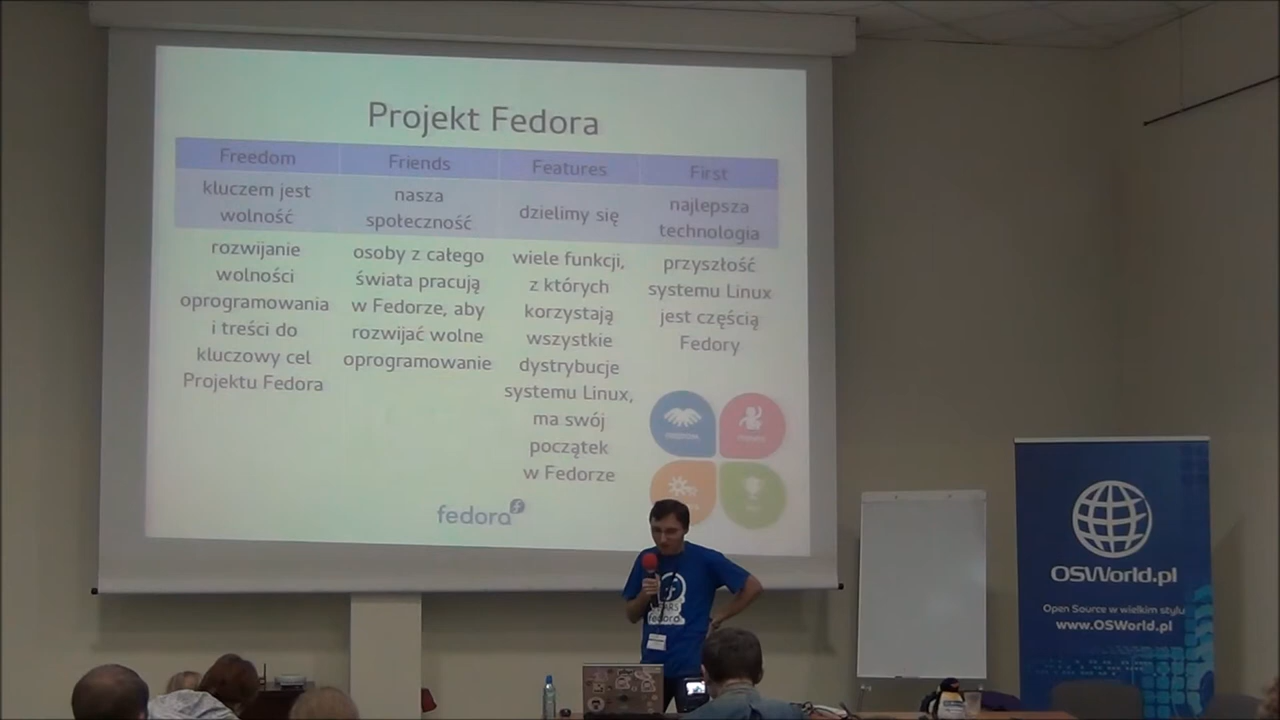 Projekt Fedora
Freedom
Friends
Features
First
kluczem jest
wolność
nasza
społeczność
dzielimy się
najlepsza
technologia
rozwijanie
wolności
oprogramowania
i treści do
kluczowy cel
Projektu Fedora
osoby z całego
świata pracują
w Fedorze, aby
rozwijać wolne
oprogramowanie
wiele funkcji,
z których
korzystają
wszystkie
dystrybucje
systemu Linux,
ma swój
początek
w Fedorze
przyszłość
systemu Linux
jest częścią
Fedory
fedora
fedora
OSWorld.pl
Open Source w wielkim stylu
www.OSWorld.pl